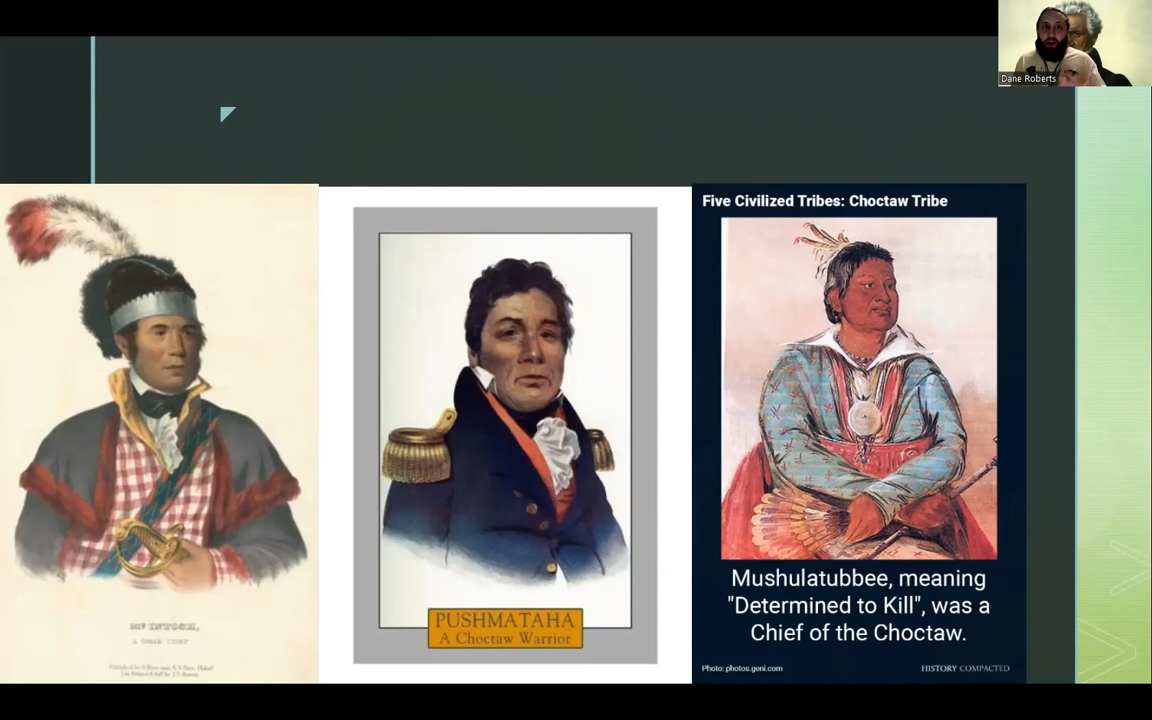 Dane Roberts
Mc INTOSH,
A CREEK CHIEF
PUSHMATAHA
A Choctaw Warrior
Five Civilized Tribes: Choctaw Tribe
Mushulatubbee, meaning
"Determined to Kill", was a
Chief of the Choctaw.
Photo: photos.geni.com
HISTORY COMPACTED